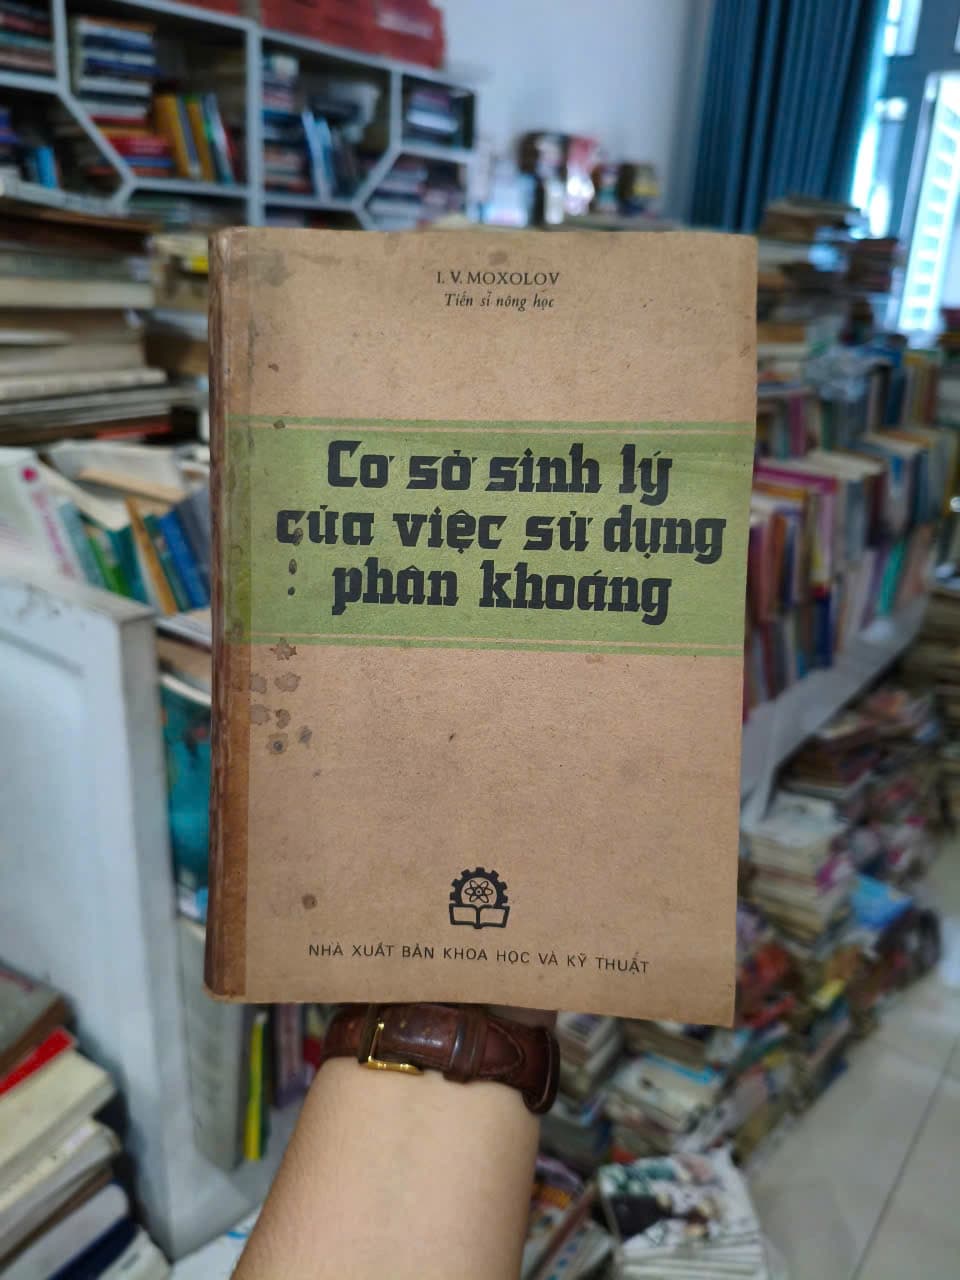 I. V. MOXOLOV
Tiến sĩ nông học
Cơ sở sinh lý
của việc sử dụng
phân khoáng
NHÀ XUẤT BẢN KHOA HỌC VÀ KỸ THUẬT